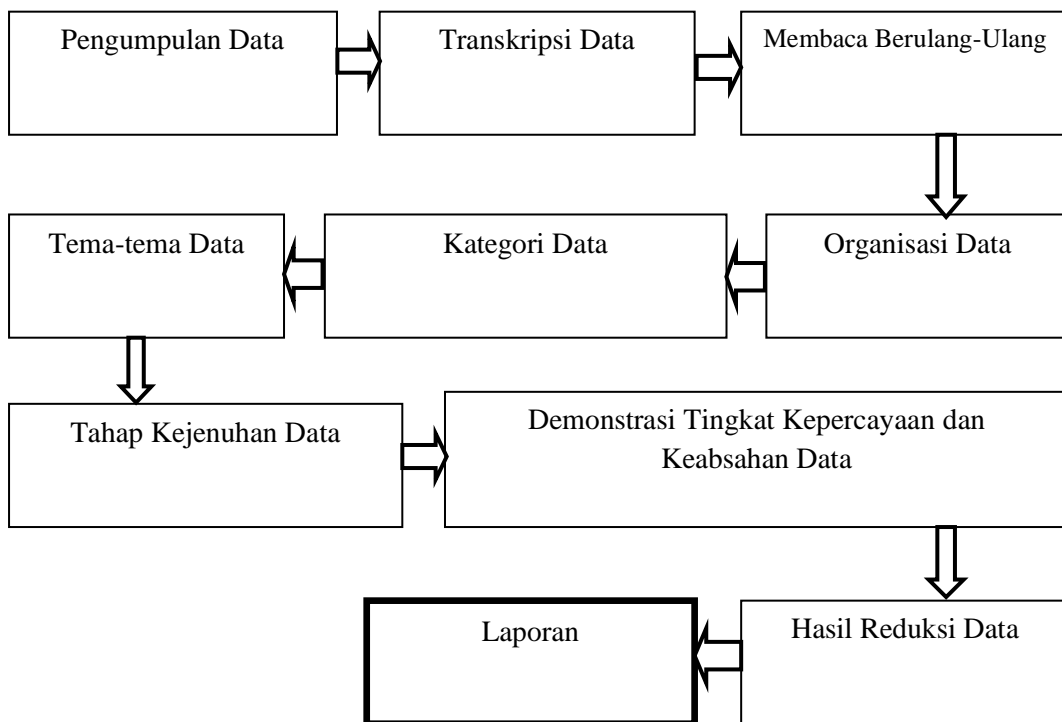 Pengumpulan Data
Transkripsi Data
Membaca Berulang-Ulang
Organisasi Data
Kategori Data
Tema-tema Data
Tahap Kejenuhan Data
Demonstrasi Tingkat Kepercayaan dan
Keabsahan Data
Hasil Reduksi Data
Laporan